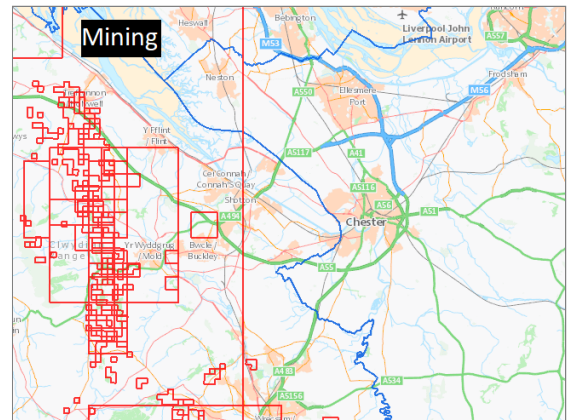 Mining
Heswall
Bebington
Liverpool John
Lennon Airport
A557
M53
Neston
Frodsham
A550
Ellesmere
Port
M56
Y Fflint
/ Flint
A5117
A41
Cei Connah
Connah's Quay
Shotton
A5116
A56
A51
A494
Chester
Clwyd
Yr Wyddgrug
/ Mold
Bwcle /
Buckley
A55
A483
A534
A5156